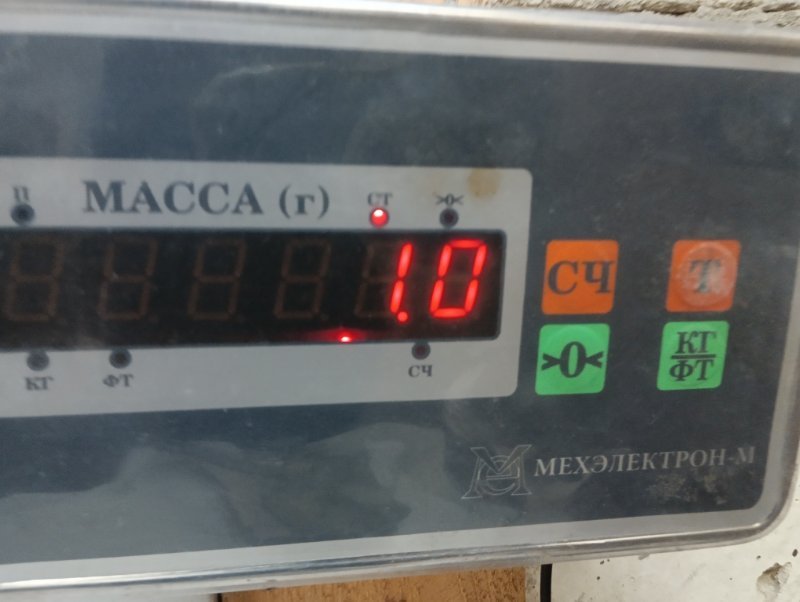 П
МАССА (г)
СТ
>0<
1.0
КГ
ФТ
СЧ
СЧ
Т
>0<
КГ
ФТ
МЕХЭЛЕКТРОН-М